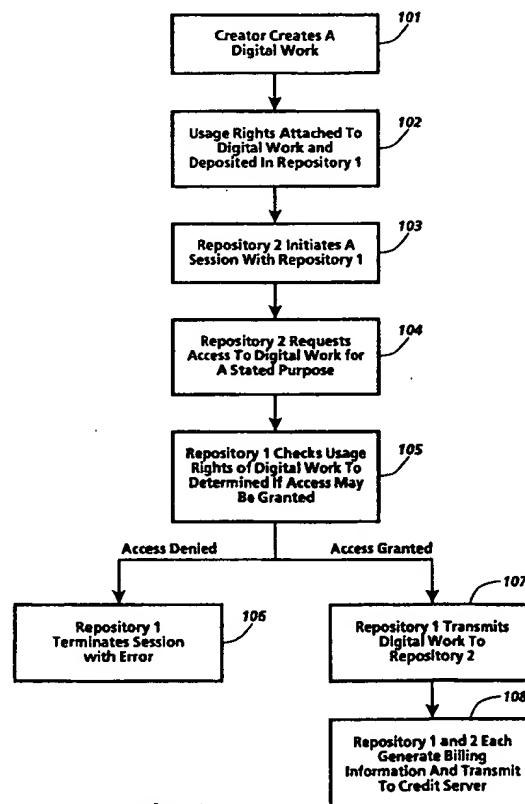 101
Creator Creates A
Digital Work
102
Usage Rights Attached To
Digital Work and
Deposited In Repository 1
103
Repository 2 Initiates A
Session With Repository 1
104
Repository 2 Requests
Access To Digital Work for
A Stated Purpose
105
Repository 1 Checks Usage
Rights of Digital Work To
Determined If Access May
Be Granted
Access Denied
Access Granted
106
Repository 1
Terminates Session
with Error
107
Repository 1 Transmits
Digital Work To
Repository 2
108
Repository 1 and 2 Each
Generate Billing
Information And Transmit
To Credit Server